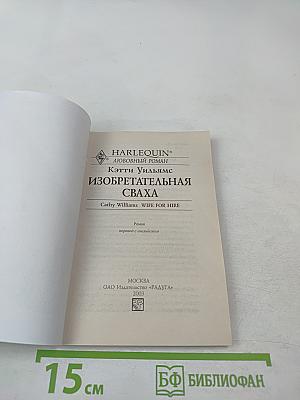 HARLEQUIN®
ЛЮБОВНЫЙ РОМАН
Кэтти Уильямс
ИЗОБРЕТАТЕЛЬНАЯ
СВАХА
Cathy Williams WIFE FOR HIRE
Роман
перевод с английского
МОСКВА
ОАО Издательство «РАДУГА»
2003
15 см
БФ БИБЛИОФАН